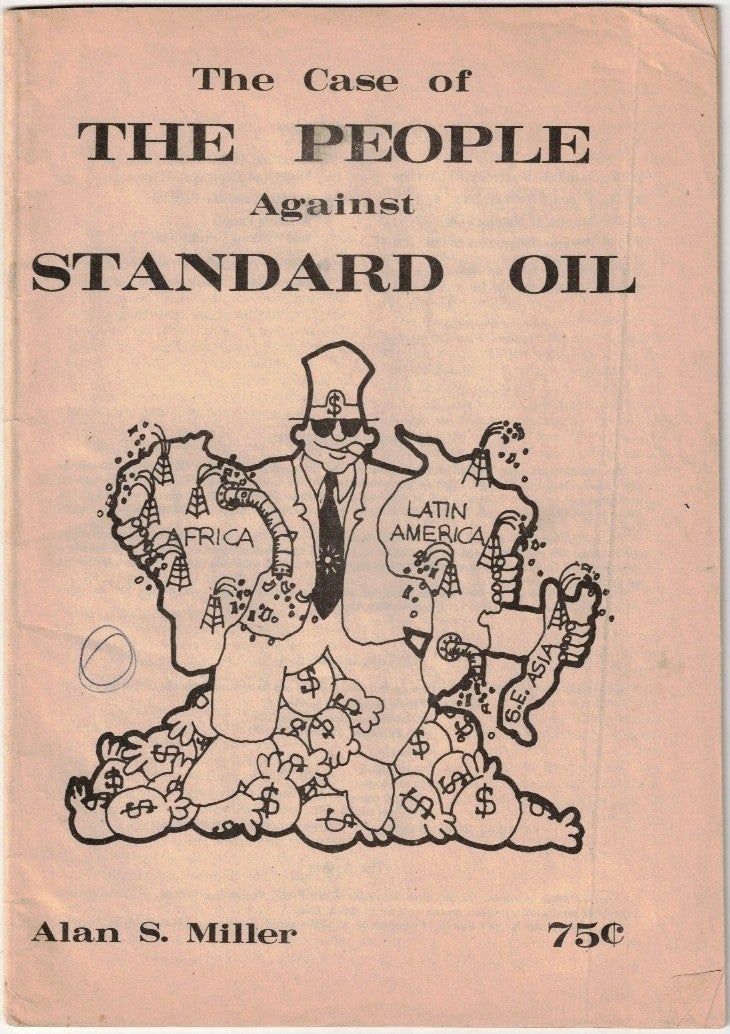 The Case of
THE PEOPLE
Against
STANDARD OIL
$
AFRICA
LATIN
AMERICA
S.E. ASIA
$
$
$
$
$
$
$
$
$
$
$
$
$
Alan S. Miller
75¢